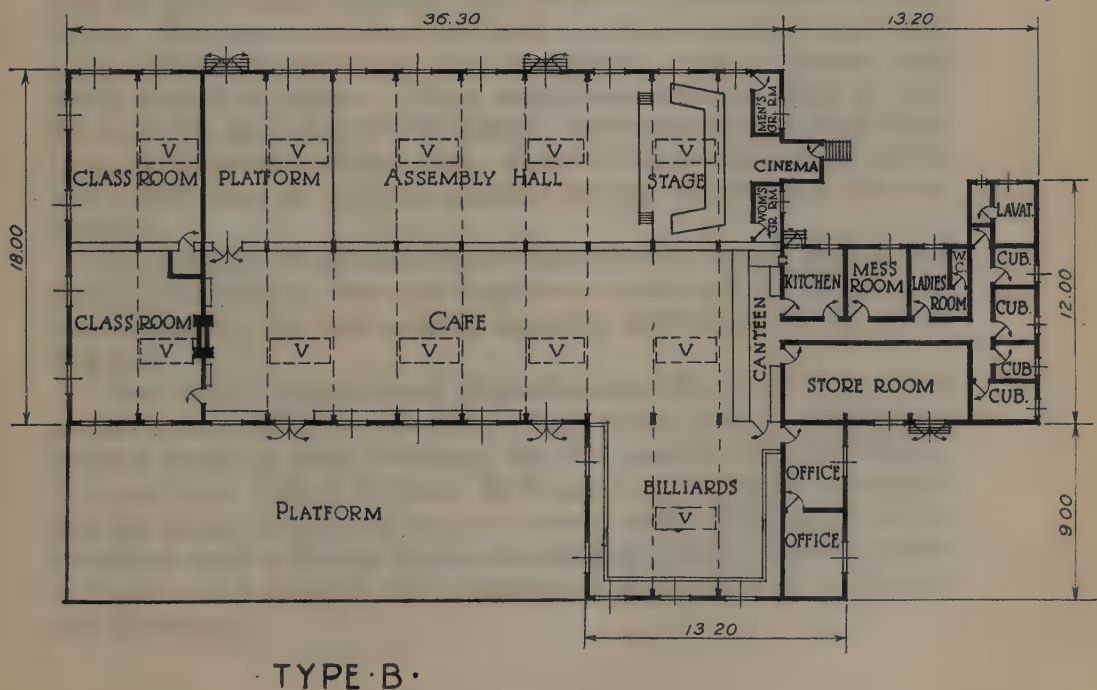 36.30
13.20
18.00
CLASS ROOM
V
PLATFORM
V
ASSEMBLY HALL
V
V
STAGE
V
MEN'S GR. RM
CINEMA
WOM'S GR. RM
LAVAT.
KITCHEN
MESS ROOM
LADIES ROOM
W.C.
CUB.
CUB.
CUB
CUB.
12.00
CLASS ROOM
V
CAFE
V
V
V
V
CANTEEN
STORE ROOM
PLATFORM
BILLIARDS
V
OFFICE
OFFICE
9.00
13.20
· TYPE · B ·